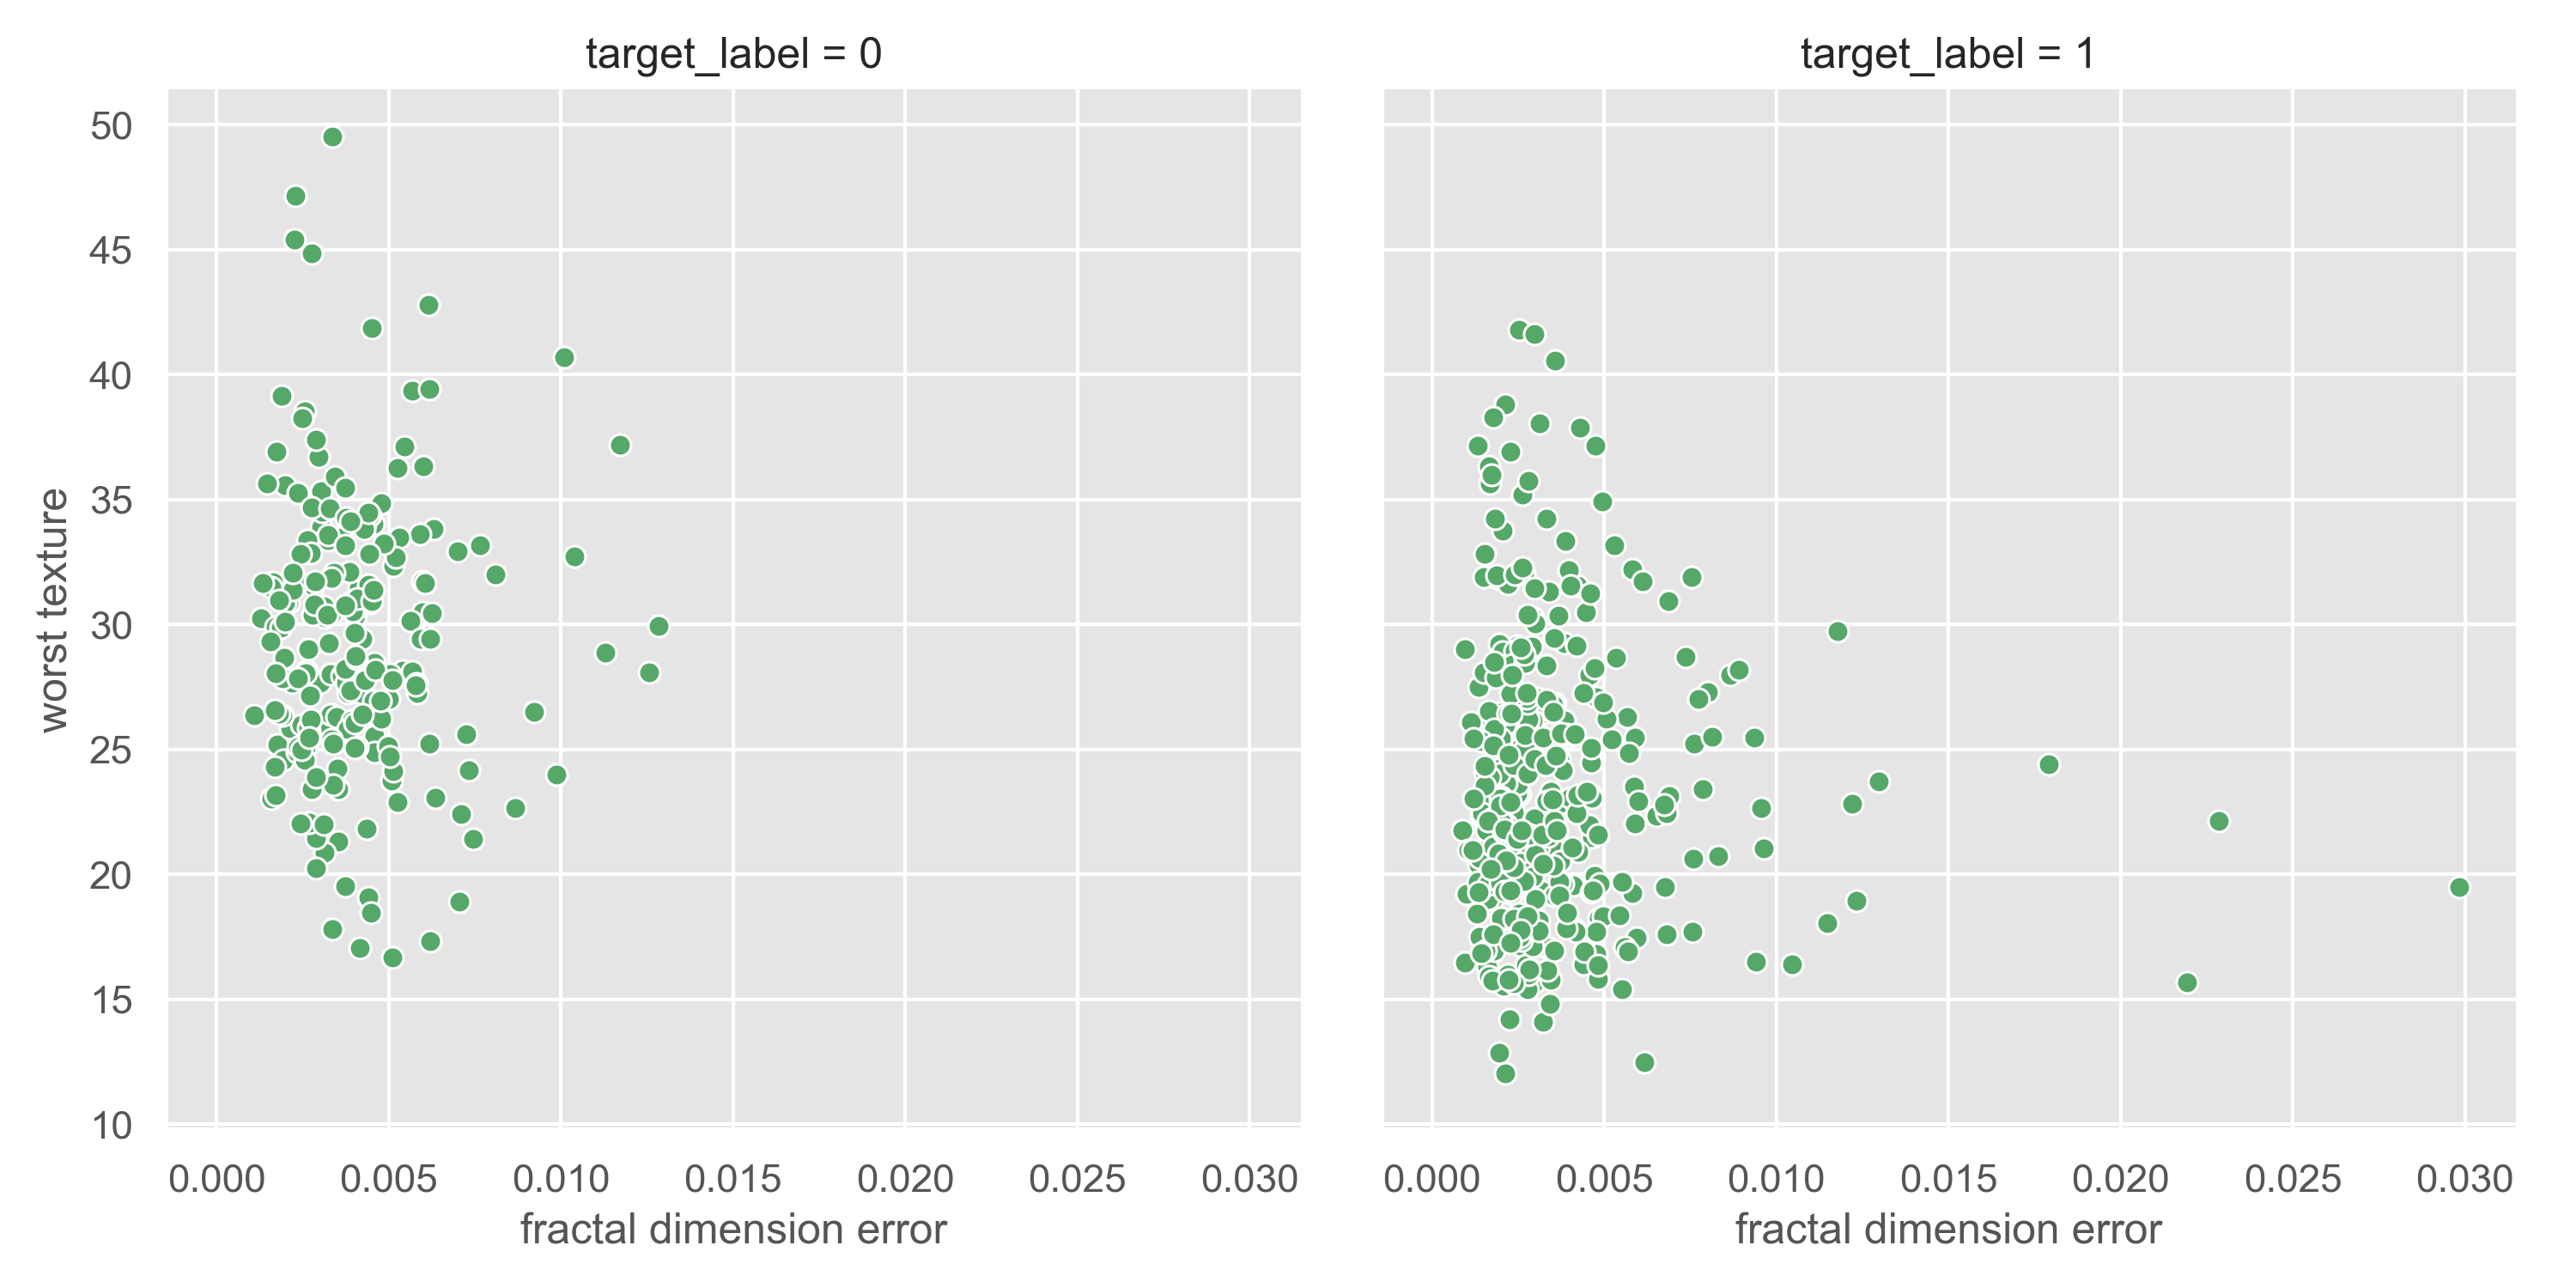 target_label = 0
target_label = 1
50
45
40
35
30
25
20
15
10
worst texture
0.000 0.005 0.010 0.015 0.020 0.025 0.030
0.000 0.005 0.010 0.015 0.020 0.025 0.030
fractal dimension error
fractal dimension error